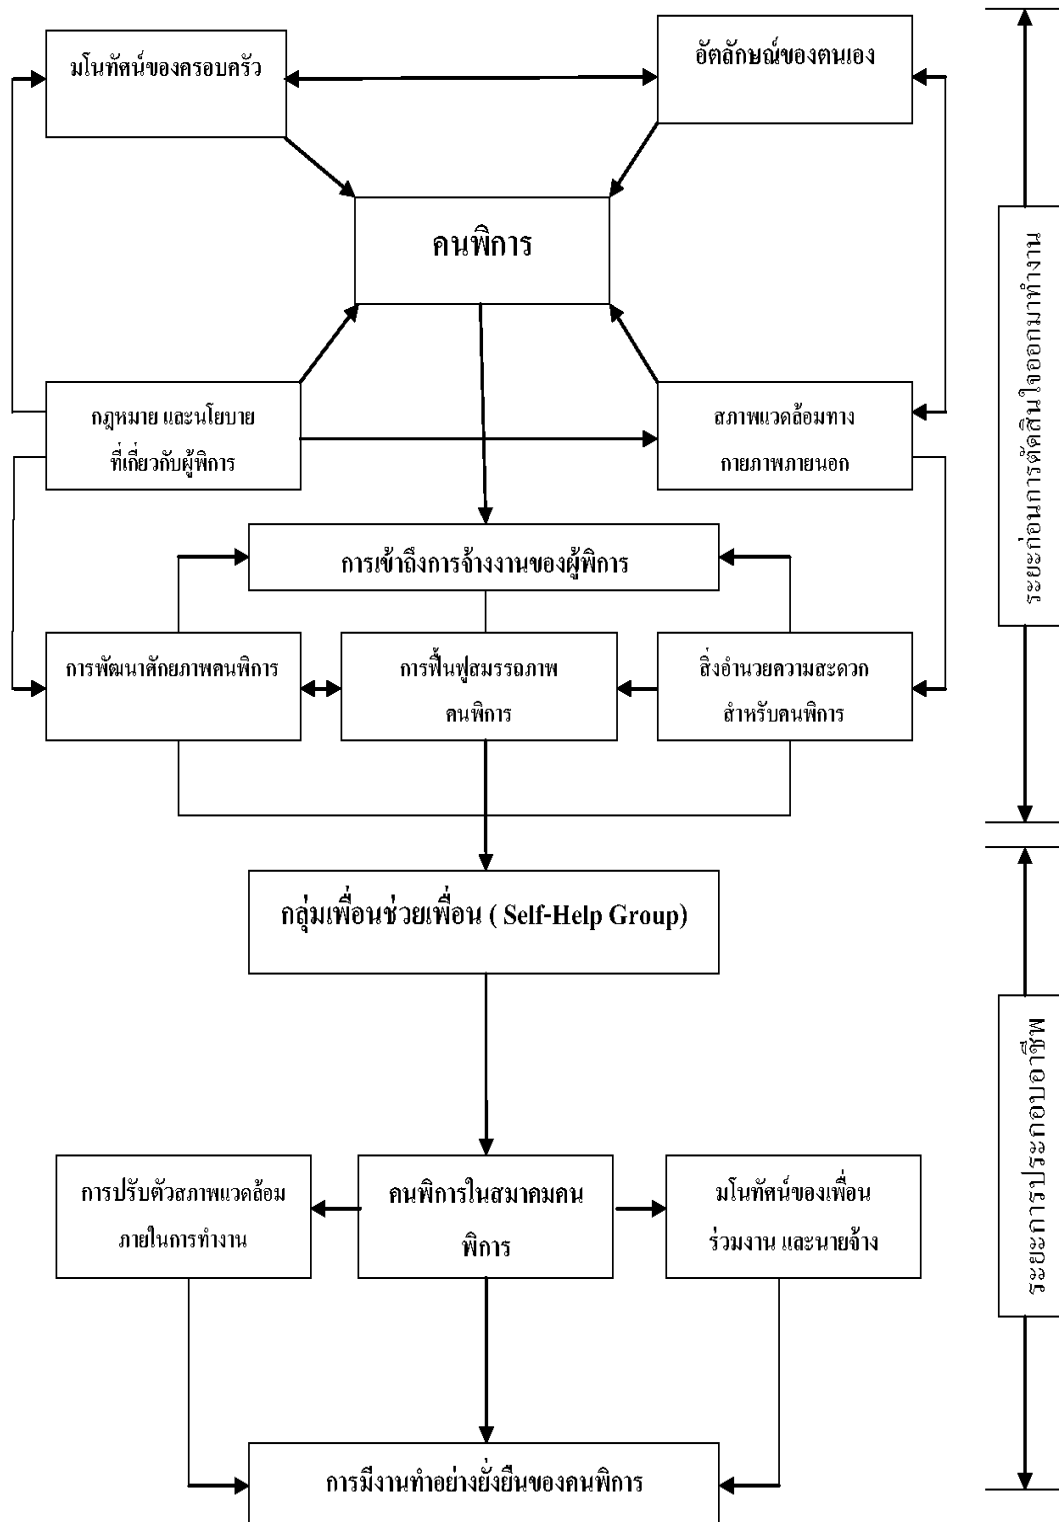 มโนทัศน์ของครอบครัว
อัตลักษณ์ของตนเอง
คนพิการ
กฎหมาย และนโยบาย
ที่เกี่ยวกับผู้พิการ
สภาพแวดล้อมทาง
กายภาพภายนอก
ระยะก่อนการตัดสินใจออกมาทำงาน
การเข้าถึงการจ้างงานของผู้พิการ
การพัฒนาศักยภาพคนพิการ
การฟื้นฟูสมรรถภาพ
คนพิการ
สิ่งอำนวยความสะดวก
สำหรับคนพิการ
กลุ่มเพื่อนช่วยเพื่อน ( Self-Help Group)
ระยะการประกอบอาชีพ
การปรับตัวสภาพแวดล้อม
ภายในการทำงาน
คนพิการในสมาคมคน
พิการ
มโนทัศน์ของเพื่อน
ร่วมงาน และนายจ้าง
การมีงานทำอย่างยั่งยืนของคนพิการ